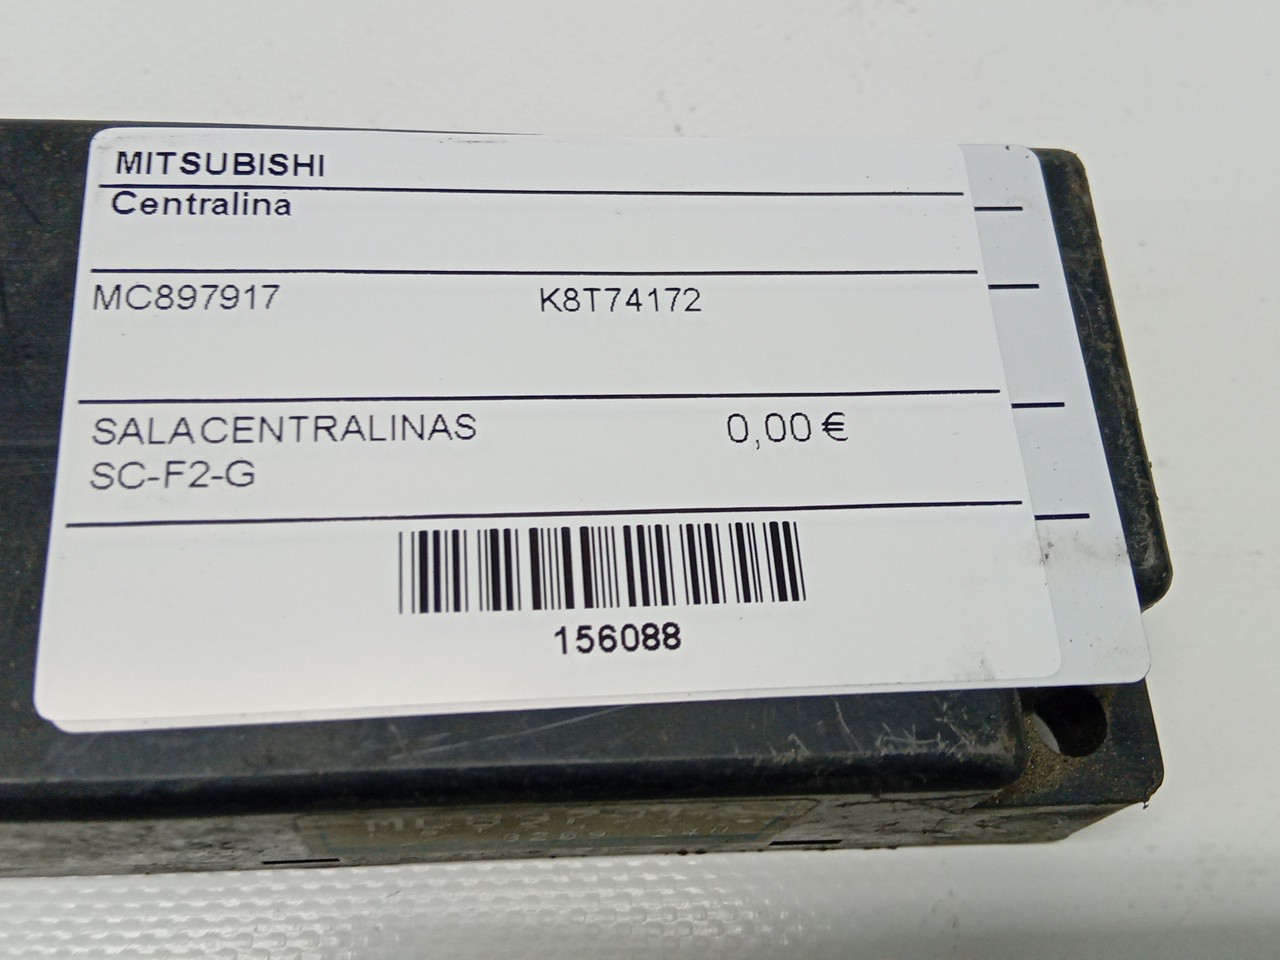 MITSUBISHI
Centralina
MC897917 K8T74172
SALACENTRALINAS 0,00 €
SC-F2-G
156088